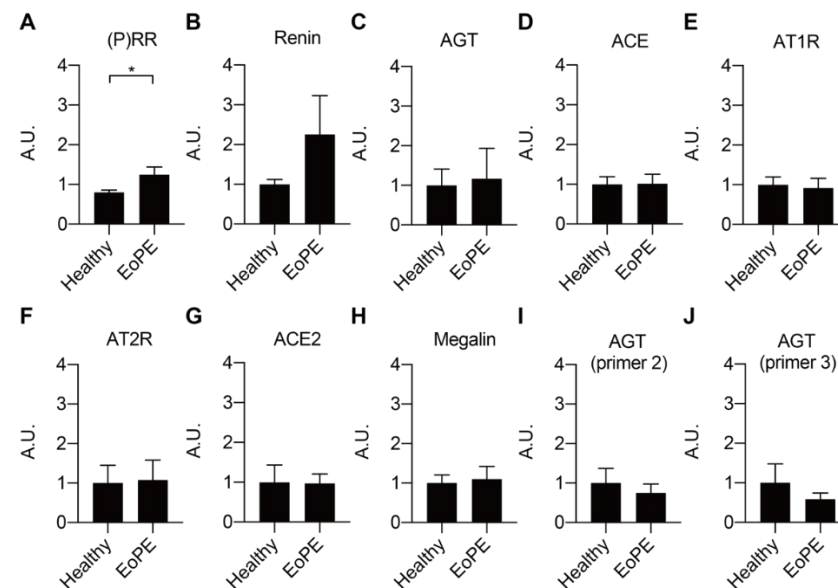 A
(P)RR
*
A.U.
4
3
2
1
0
Healthy
EoPE
B
Renin
A.U.
4
3
2
1
0
Healthy
EoPE
C
AGT
A.U.
4
3
2
1
0
Healthy
EoPE
D
ACE
A.U.
4
3
2
1
0
Healthy
EoPE
E
AT1R
A.U.
4
3
2
1
0
Healthy
EoPE
F
AT2R
A.U.
4
3
2
1
0
Healthy
EoPE
G
ACE2
A.U.
4
3
2
1
0
Healthy
EoPE
H
Megalin
A.U.
4
3
2
1
0
Healthy
EoPE
I
AGT
(primer 2)
A.U.
4
3
2
1
0
Healthy
EoPE
J
AGT
(primer 3)
A.U.
4
3
2
1
0
Healthy
EoPE